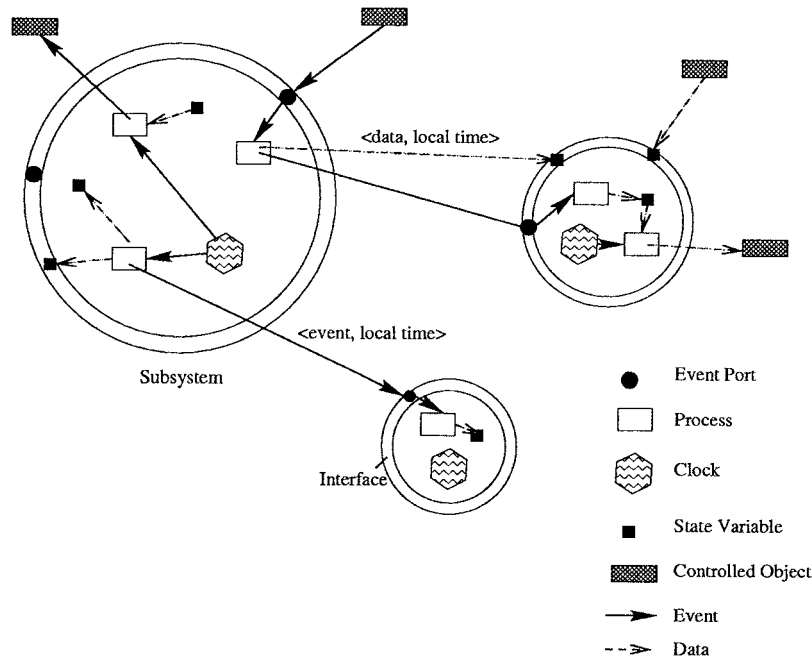 <data, local time>
<event, local time>
Subsystem
Interface
Event Port
Process
Clock
State Variable
Controlled Object
Event
Data